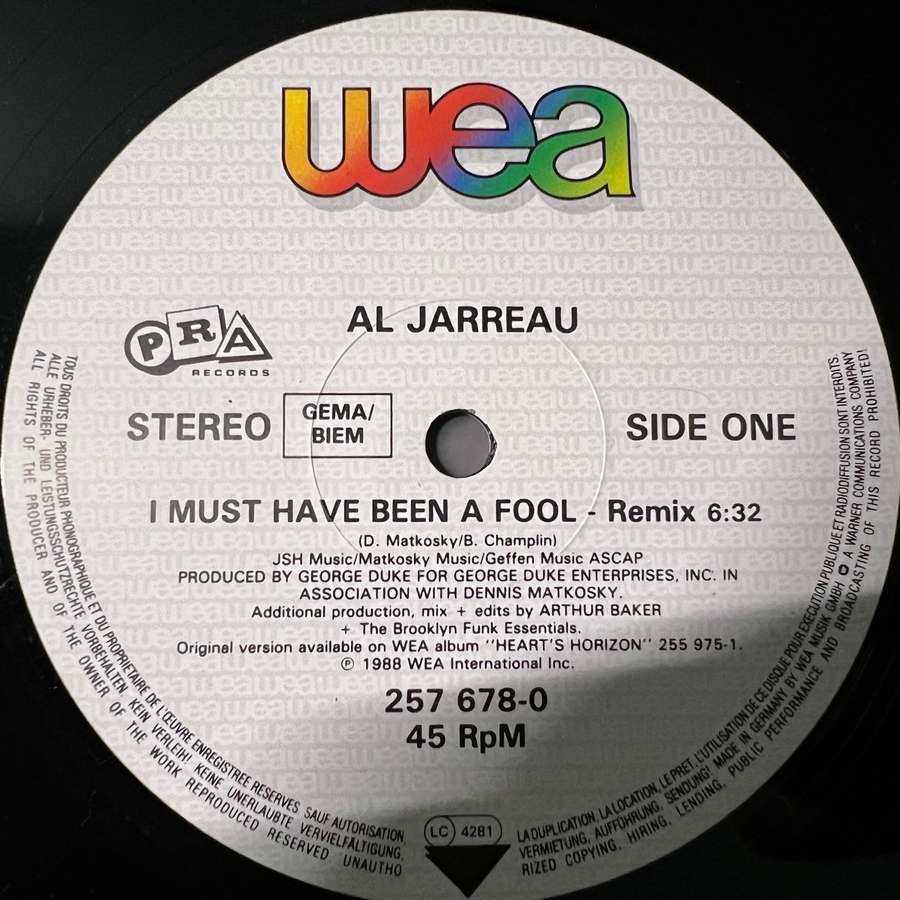 wea
AL JARREAU
PRA
RECORDS
STEREO
GEMA/
BIEM
SIDE ONE
I MUST HAVE BEEN A FOOL - Remix 6:32
(D. Matkosky/B. Champlin)
JSH Music/Matkosky Music/Geffen Music ASCAP
PRODUCED BY GEORGE DUKE FOR GEORGE DUKE ENTERPRISES, INC. IN
ASSOCIATION WITH DENNIS MATKOSKY.
Additional production, mix + edits by ARTHUR BAKER
+ The Brooklyn Funk Essentials.
Original version available on WEA album "HEART'S HORIZON" 255 975-1.
℗ 1988 WEA International Inc.
257 678-0
45 RpM
TOUS DROITS DU PRODUCTEUR PHONOGRAPHIQUE ET DU PROPRIETAIRE DE L'ŒUVRE ENREGISTREE RESERVES SAUF AUTORISATION,
ALLE URHEBER- UND LEISTUNGSSCHUTZRECHTE VORBEHALTEN KEIN VERLEIH! KEINE UNERLAUBTE VERVIELFÄLTIGUNG,
ALL RIGHTS OF THE PRODUCER AND OF THE OWNER OF THE WORK REPRODUCED RESERVED UNAUTHO
LC 4281
LA DUPLICATION, LA LOCATION, LE PRET, L'UTILISATION DE CE DISQUE POUR EXECUTION PUBLIQUE ET RADIODIFFUSION SONT INTERDITS.
VERMIETUNG, AUFFÜHRUNG, SENDUNG! MADE IN GERMANY BY WEA MUSIK GMBH A WARNER COMMUNICATIONS COMPANY
RIZED COPYING, HIRING, LENDING, PUBLIC PERFORMANCE AND BROADCASTING OF THIS RECORD PROHIBITED!